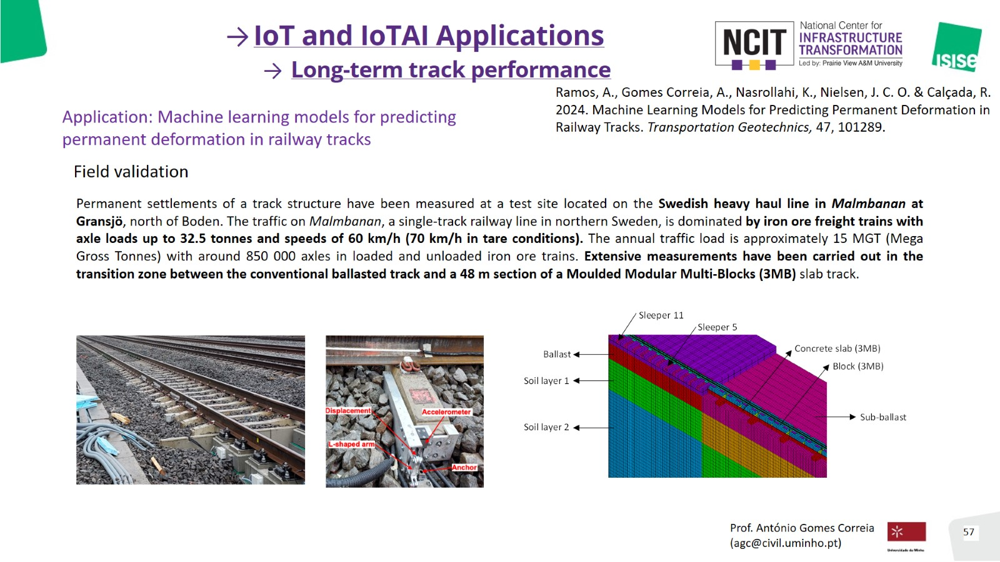 → IoT and IoTAI Applications
→ Long-term track performance
NCIT
National Center for
INFRASTRUCTURE
TRANSFORMATION
Led by: Prairie View A&M University
ISISE
Ramos, A., Gomes Correia, A., Nasrollahi, K., Nielsen, J. C. O. & Calçada, R.
2024. Machine Learning Models for Predicting Permanent Deformation in
Railway Tracks. Transportation Geotechnics, 47, 101289.
Application: Machine learning models for predicting
permanent deformation in railway tracks
Field validation
Permanent settlements of a track structure have been measured at a test site located on the Swedish heavy haul line in Malmbanan at
Gransjö, north of Boden. The traffic on Malmbanan, a single-track railway line in northern Sweden, is dominated by iron ore freight trains with
axle loads up to 32.5 tonnes and speeds of 60 km/h (70 km/h in tare conditions). The annual traffic load is approximately 15 MGT (Mega
Gross Tonnes) with around 850 000 axles in loaded and unloaded iron ore trains. Extensive measurements have been carried out in the
transition zone between the conventional ballasted track and a 48 m section of a Moulded Modular Multi-Blocks (3MB) slab track.
Displacement
Accelerometer
L-shaped arm
Anchor
Sleeper 11
Sleeper 5
Concrete slab (3MB)
Block (3MB)
Ballast
Soil layer 1
Soil layer 2
Sub-ballast
Prof. António Gomes Correia
(agc@civil.uminho.pt)
Universidade do Minho
57